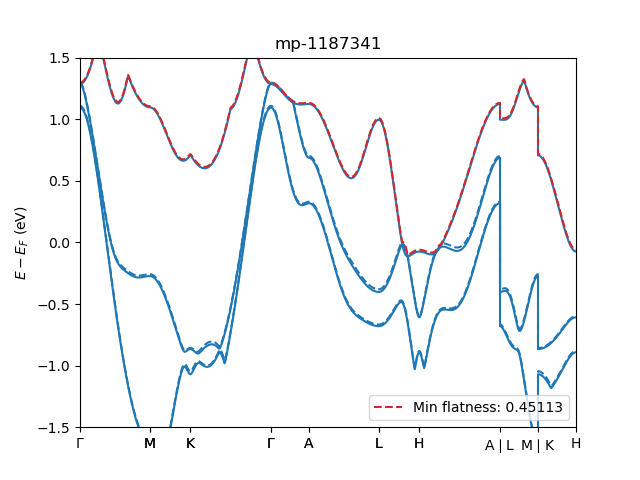 mp-1187341
E − E_F (eV)
1.5
1.0
0.5
0.0
−0.5
−1.0
−1.5
Min flatness: 0.45113
Γ M K Γ A L H A | L M | K H